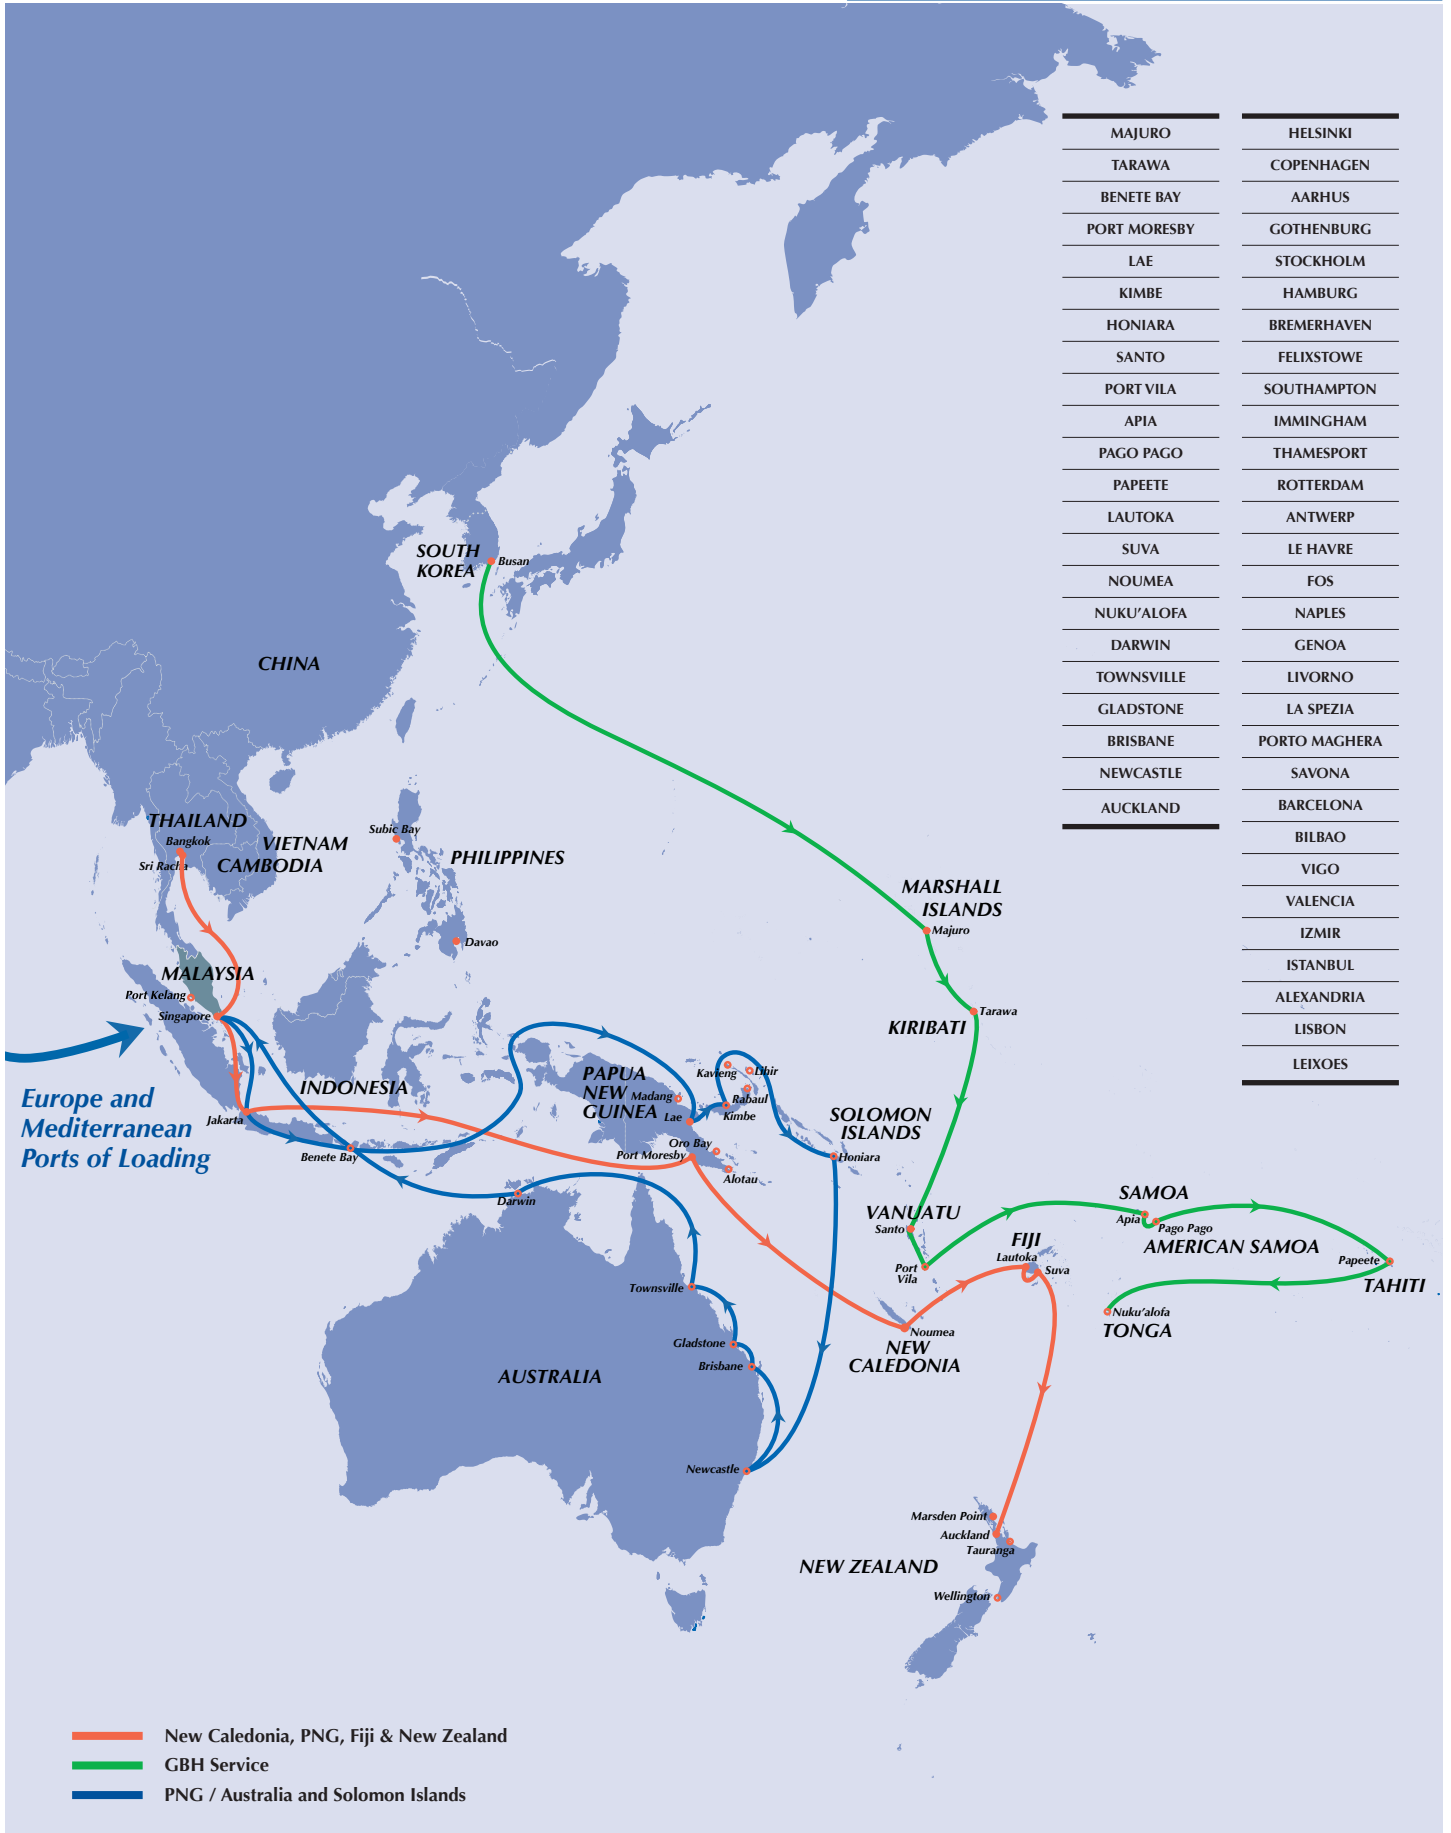 MAJURO
TARAWA
BENETE BAY
PORT MORESBY
LAE
KIMBE
HONIARA
SANTO
PORT VILA
APIA
PAGO PAGO
PAPEETE
LAUTOKA
SUVA
NOUMEA
NUKU’ALOFA
DARWIN
TOWNSVILLE
GLADSTONE
BRISBANE
NEWCASTLE
AUCKLAND
HELSINKI
COPENHAGEN
AARHUS
GOTHENBURG
STOCKHOLM
HAMBURG
BREMERHAVEN
FELIXSTOWE
SOUTHAMPTON
IMMINGHAM
THAMESPORT
ROTTERDAM
ANTWERP
LE HAVRE
FOS
NAPLES
GENOA
LIVORNO
LA SPEZIA
PORTO MAGHERA
SAVONA
BARCELONA
BILBAO
VIGO
VALENCIA
IZMIR
ISTANBUL
ALEXANDRIA
LISBON
LEIXOES
SOUTH
KOREA
Busan
CHINA
THAILAND
Bangkok
Sri Racha
VIETNAM
CAMBODIA
Subic Bay
PHILIPPINES
Davao
MARSHALL
ISLANDS
Majuro
MALAYSIA
Port Kelang
Singapore
KIRIBATI
Tarawa
INDONESIA
Jakarta
Benete Bay
Europe and
Mediterranean
Ports of Loading
PAPUA
NEW
GUINEA
Madang
Lae
Kavieng
Libir
Rabaul
Kimbe
Oro Bay
Port Moresby
Alotau
SOLOMON
ISLANDS
Honiara
Darwin
VANUATU
Santo
Port
Vila
SAMOA
Apia
Pago Pago
AMERICAN SAMOA
FIJI
Lautoka
Suva
Papeete
TAHITI
Nuku’alofa
TONGA
Noumea
NEW
CALEDONIA
Townsville
Gladstone
Brisbane
AUSTRALIA
Newcastle
Marsden Point
Auckland
Tauranga
NEW ZEALAND
Wellington
New Caledonia, PNG, Fiji & New Zealand
GBH Service
PNG / Australia and Solomon Islands